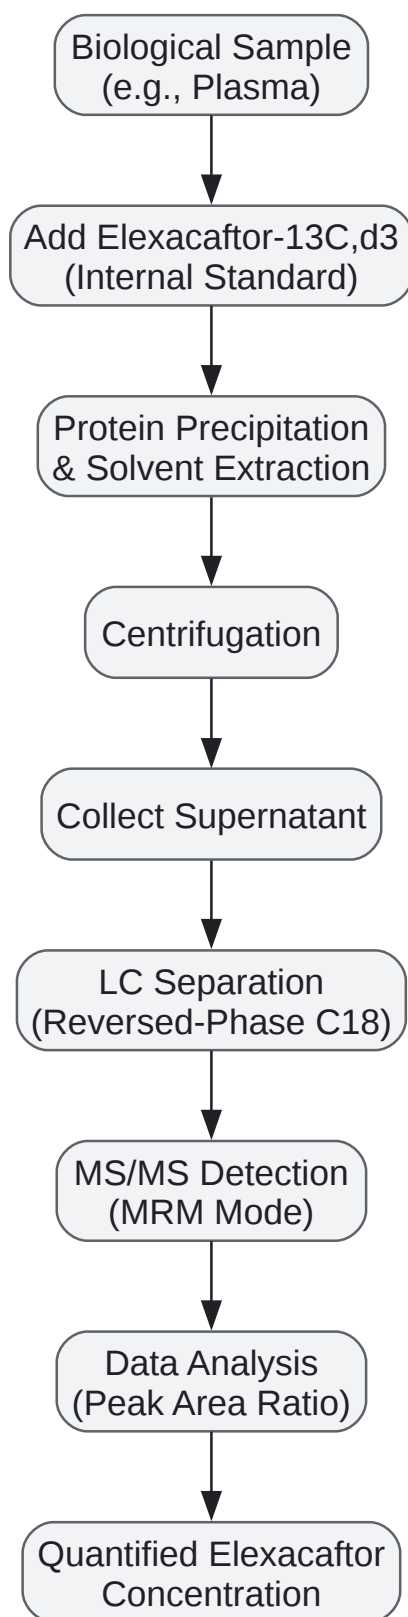 Biological Sample
(e.g., Plasma)
Add Elexacaftor-13C,d3
(Internal Standard)
Protein Precipitation
& Solvent Extraction
Centrifugation
Collect Supernatant
LC Separation
(Reversed-Phase C18)
MS/MS Detection
(MRM Mode)
Data Analysis
(Peak Area Ratio)
Quantified Elexacaftor
Concentration